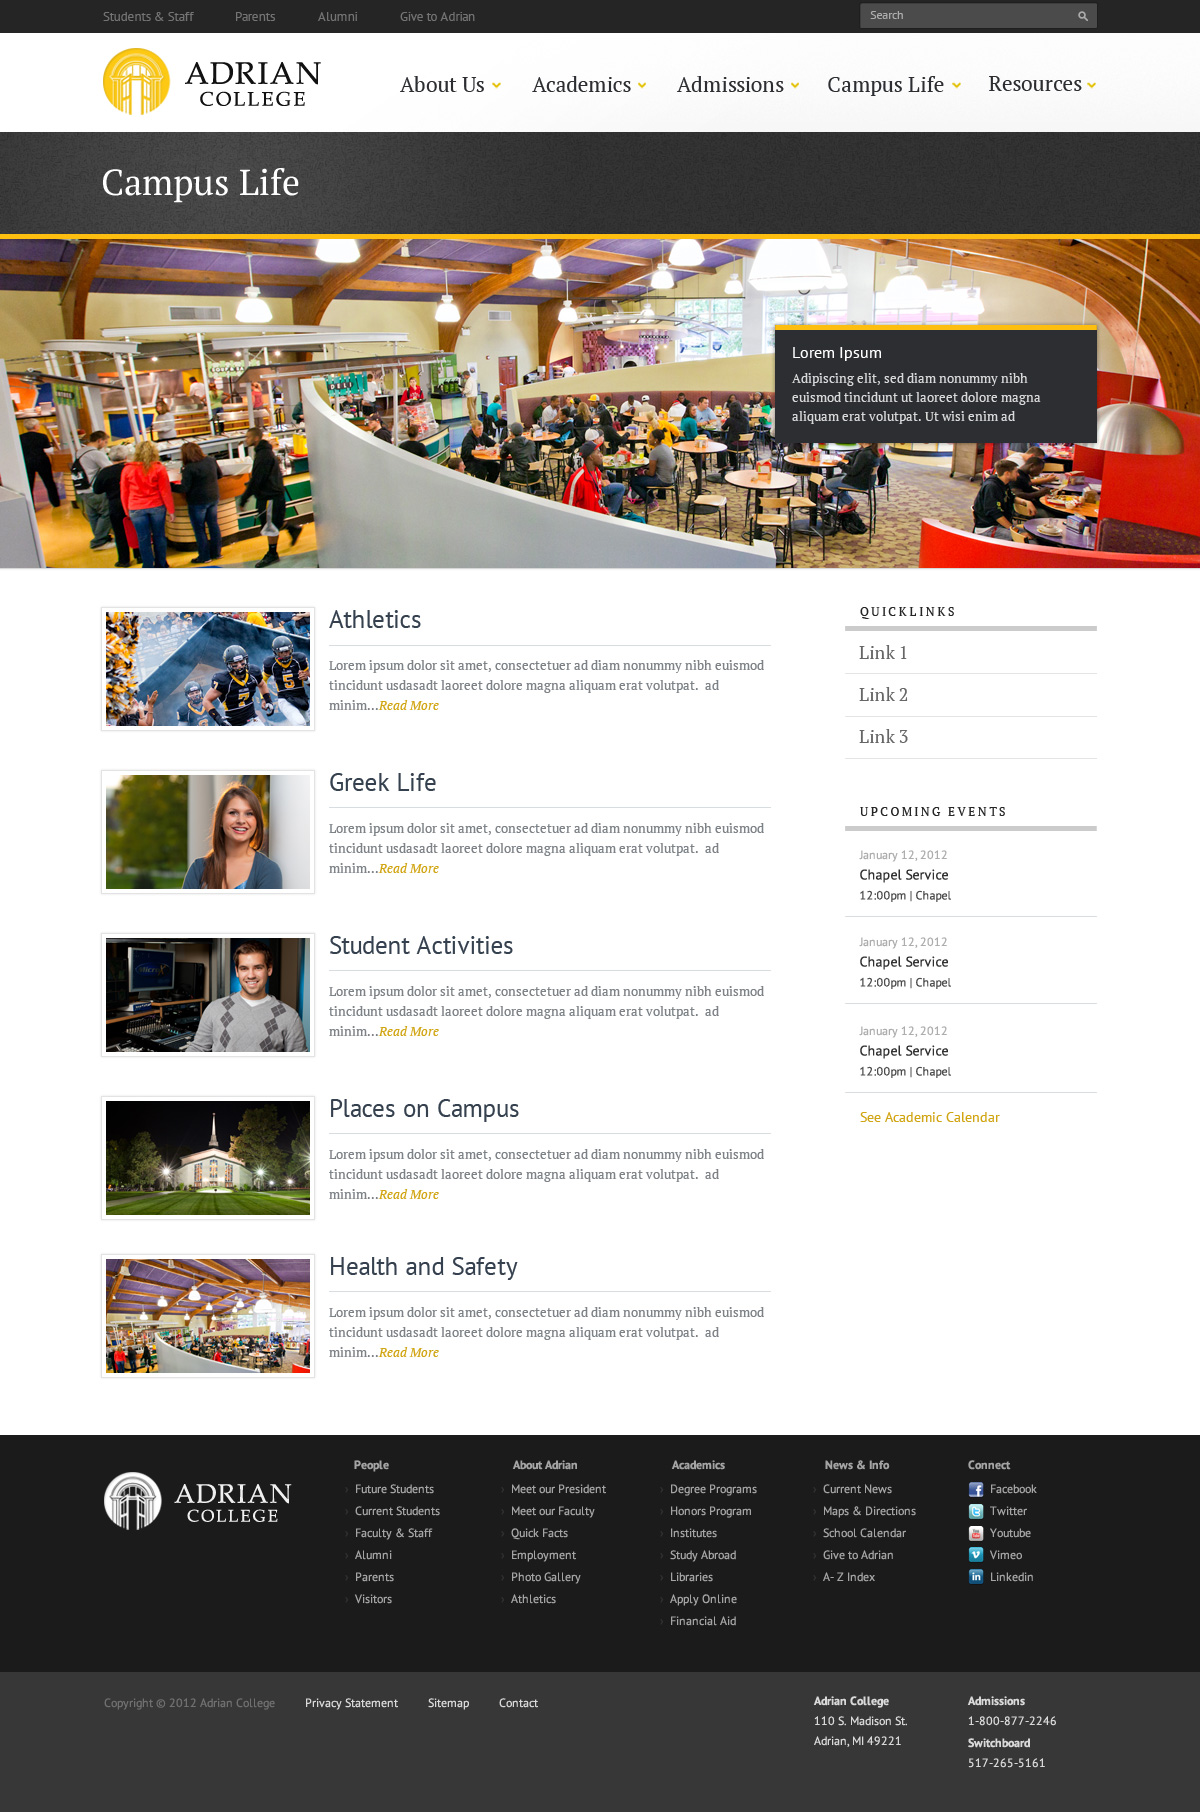 Students & Staff Parents Alumni Give to Adrian Search
ADRIAN
COLLEGE
About Us Academics Admissions Campus Life Resources
Campus Life
Lorem Ipsum
Adipiscing elit, sed diam nonummy nibh
euismod tincidunt ut laoreet dolore magna
aliquam erat volutpat. Ut wisi enim ad
Athletics
Lorem ipsum dolor sit amet, consectetuer ad diam nonummy nibh euismod
tincidunt usdasadt laoreet dolore magna aliquam erat volutpat. ad
minim...Read More
Greek Life
Lorem ipsum dolor sit amet, consectetuer ad diam nonummy nibh euismod
tincidunt usdasadt laoreet dolore magna aliquam erat volutpat. ad
minim...Read More
Student Activities
Lorem ipsum dolor sit amet, consectetuer ad diam nonummy nibh euismod
tincidunt usdasadt laoreet dolore magna aliquam erat volutpat. ad
minim...Read More
Places on Campus
Lorem ipsum dolor sit amet, consectetuer ad diam nonummy nibh euismod
tincidunt usdasadt laoreet dolore magna aliquam erat volutpat. ad
minim...Read More
Health and Safety
Lorem ipsum dolor sit amet, consectetuer ad diam nonummy nibh euismod
tincidunt usdasadt laoreet dolore magna aliquam erat volutpat. ad
minim...Read More
QUICKLINKS
Link 1
Link 2
Link 3
UPCOMING EVENTS
January 12, 2012
Chapel Service
12:00pm | Chapel
January 12, 2012
Chapel Service
12:00pm | Chapel
January 12, 2012
Chapel Service
12:00pm | Chapel
See Academic Calendar
ADRIAN
COLLEGE
People
Future Students
Current Students
Faculty & Staff
Alumni
Parents
Visitors
About Adrian
Meet our President
Meet our Faculty
Quick Facts
Employment
Photo Gallery
Athletics
Academics
Degree Programs
Honors Program
Institutes
Study Abroad
Libraries
Apply Online
Financial Aid
News & Info
Current News
Maps & Directions
School Calendar
Give to Adrian
A- Z Index
Connect
Facebook
Twitter
Youtube
Vimeo
Linkedin
Copyright © 2012 Adrian College Privacy Statement Sitemap Contact
Adrian College
110 S. Madison St.
Adrian, MI 49221
Admissions
1-800-877-2246
Switchboard
517-265-5161